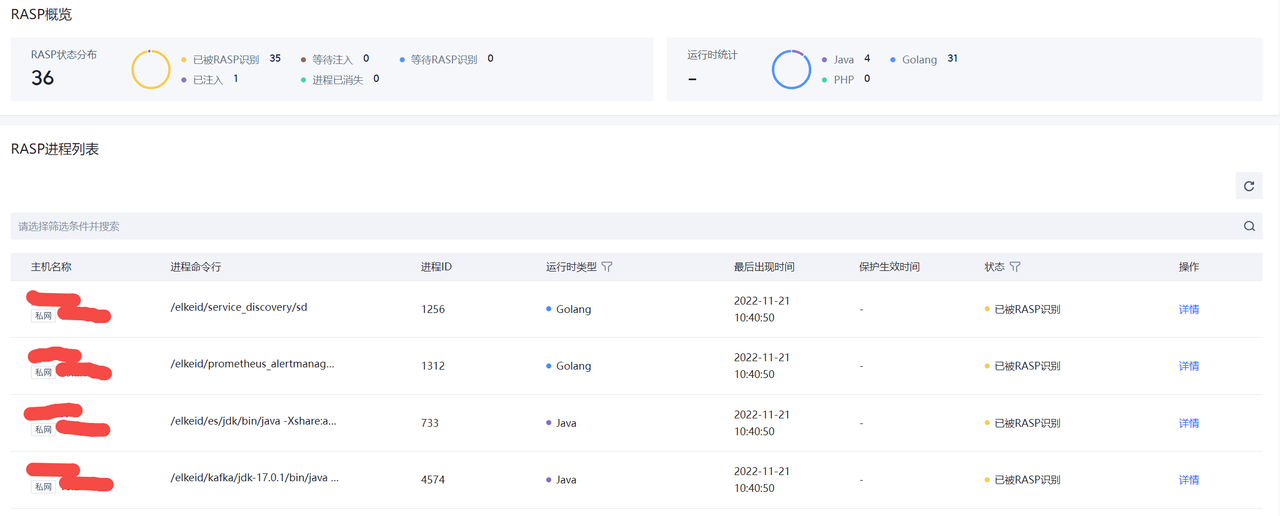 RASP概览
RASP状态分布
36
已被RASP识别 35
等待注入 0
等待RASP识别 0
已注入 1
进程已消失 0
运行时统计
–
Java 4
Golang 31
PHP 0
RASP进程列表
请选择筛选条件并搜索
主机名称 进程命令行 进程ID 运行时类型 最后出现时间 保护生效时间 状态 操作
私网 /elkeid/service_discovery/sd 1256 Golang 2022-11-21 10:40:50 - 已被RASP识别 详情
私网 /elkeid/prometheus_alertmanag... 1312 Golang 2022-11-21 10:40:50 - 已被RASP识别 详情
私网 /elkeid/es/jdk/bin/java -Xshare:a... 733 Java 2022-11-21 10:40:50 - 已被RASP识别 详情
私网 /elkeid/kafka/jdk-17.0.1/bin/java ... 4574 Java 2022-11-21 10:40:50 - 已被RASP识别 详情